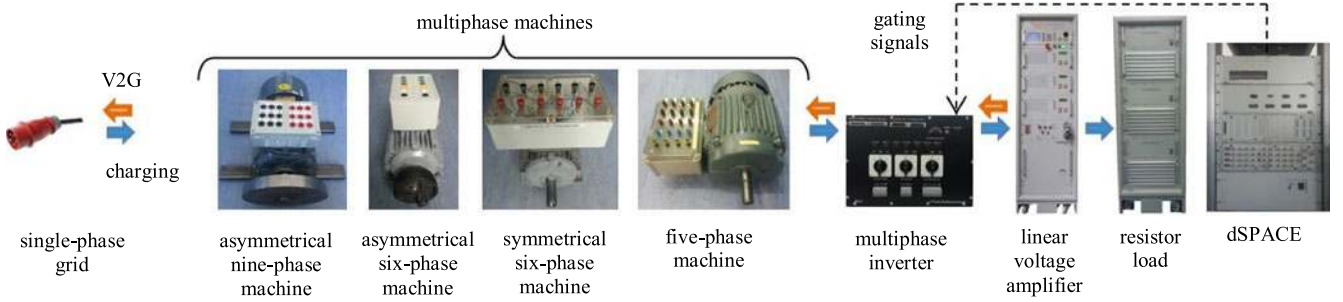 multiphase machines
gating
signals
V2G
charging
single-phase
grid
asymmetrical
nine-phase
machine
asymmetrical
six-phase
machine
symmetrical
six-phase
machine
five-phase
machine
multiphase
inverter
linear
voltage
amplifier
resistor
load
dSPACE